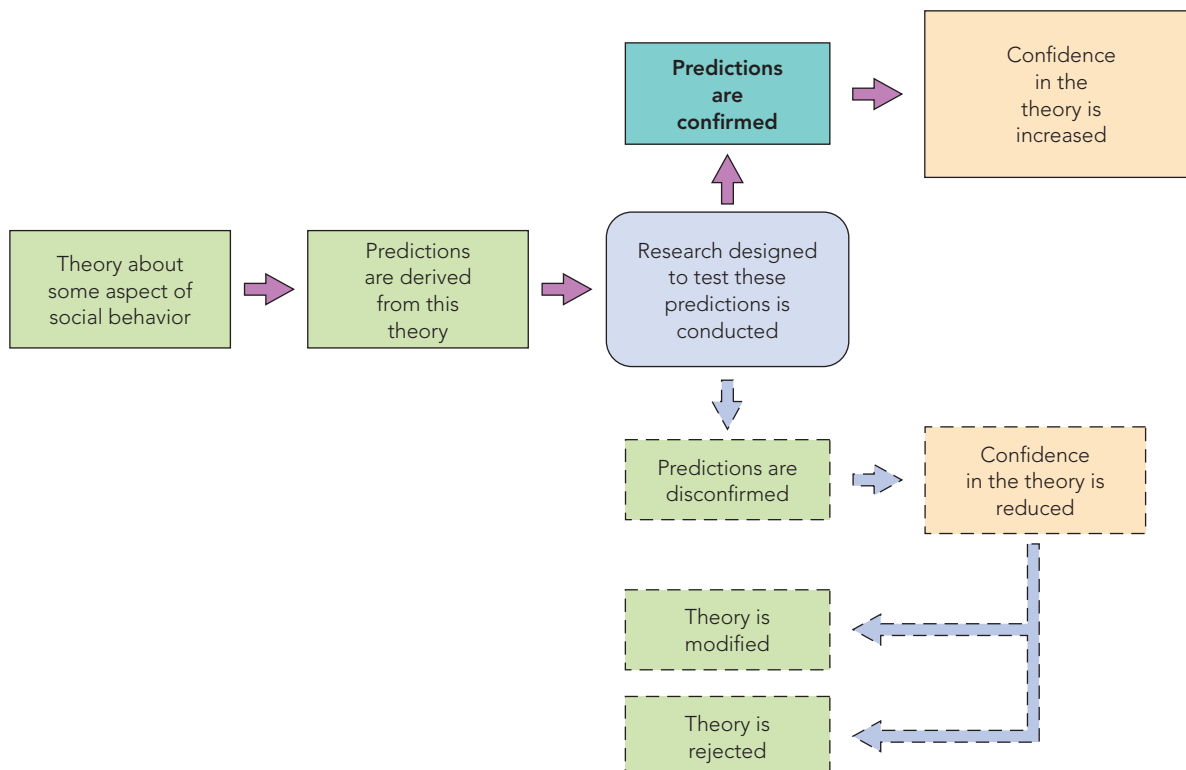 Predictions
are
confirmed
Confidence
in the
theory is
increased
Theory about
some aspect of
social behavior
Predictions
are derived
from this
theory
Research designed
to test these
predictions is
conducted
Predictions are
disconfirmed
Confidence
in the theory is
reduced
Theory is
modified
Theory is
rejected